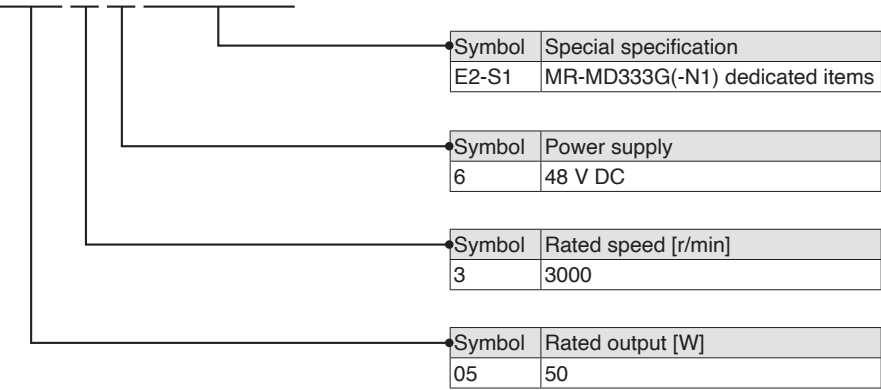 Symbol Special specification
E2-S1 MR-MD333G(-N1) dedicated items
Symbol Power supply
6 48 V DC
Symbol Rated speed [r/min]
3 3000
Symbol Rated output [W]
05 50